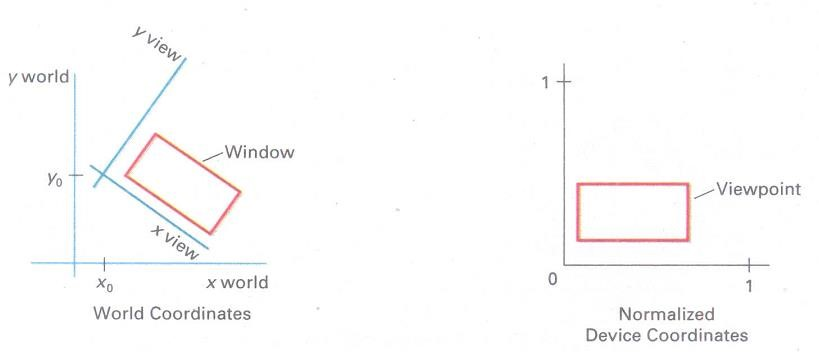 y view
y world
Window
y₀
x view
x₀
x world
World Coordinates
1
Viewpoint
0
1
Normalized
Device Coordinates